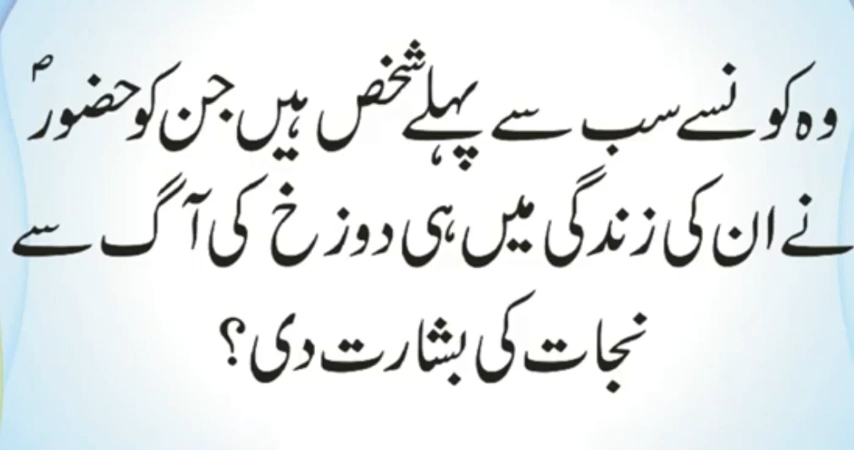 وہ کونسے سب سے پہلے شخص ہیں جن کو حضورؐ
نے ان کی زندگی میں ہی دوزخ کی آگ سے
نجات کی بشارت دی؟